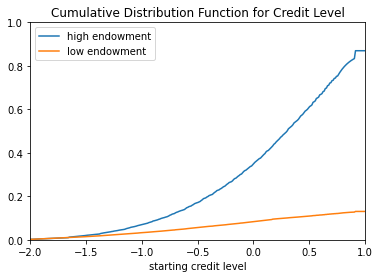 Cumulative Distribution Function for Credit Level
1.0
high endowment
low endowment
0.8
0.6
0.4
0.2
0.0
−2.0 −1.5 −1.0 −0.5 0.0 0.5 1.0
starting credit level